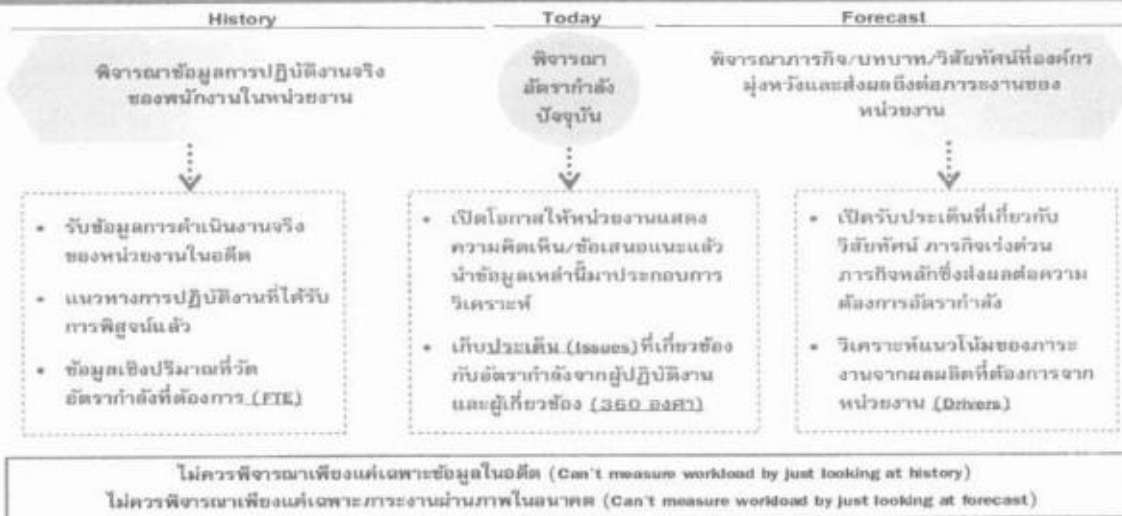 History
Today
Forecast
พิจารณาข้อมูลการปฏิบัติงานจริง
ของพนักงานในหน่วยงาน
พิจารณา
อัตรากำลัง
ปัจจุบัน
พิจารณาภารกิจ/บทบาท/วิสัยทัศน์ที่องค์กร
มุ่งหวังและส่งผลถึงต่อภาระงานของ
หน่วยงาน
• รับข้อมูลการดำเนินงานจริง
ของหน่วยงานในอดีต
• แนวทางการปฏิบัติงานที่ได้รับ
การพิสูจน์แล้ว
• ข้อมูลเชิงปริมาณที่วัด
อัตรากำลังที่ต้องการ (FTE)
• เปิดโอกาสให้หน่วยงานแสดง
ความคิดเห็น/ข้อเสนอแนะแล้ว
นำข้อมูลเหล่านี้มาประกอบการ
วิเคราะห์
• เก็บประเด็น (Issues)ที่เกี่ยวข้อง
กับอัตรากำลังจากผู้ปฏิบัติงาน
และผู้เกี่ยวข้อง (360 องศา)
• เปิดรับประเด็นที่เกี่ยวกับ
วิสัยทัศน์ ภารกิจเร่งด่วน
ภารกิจหลักซึ่งส่งผลต่อความ
ต้องการอัตรากำลัง
• วิเคราะห์แนวโน้มของภาระ
งานจากผลผลิตที่ต้องการจาก
หน่วยงาน (Drivers)
ไม่ควรพิจารณาเพียงแค่เฉพาะข้อมูลในอดีต (Can't measure workload by just looking at history)
ไม่ควรพิจารณาเพียงแค่เฉพาะภาระงานผ่านภาพในอนาคต (Can't measure workload by just looking at forecast)